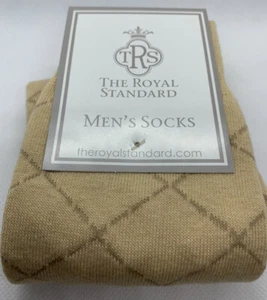 TRS
THE ROYAL
STANDARD
MEN'S SOCKS
theroyalstandard.com